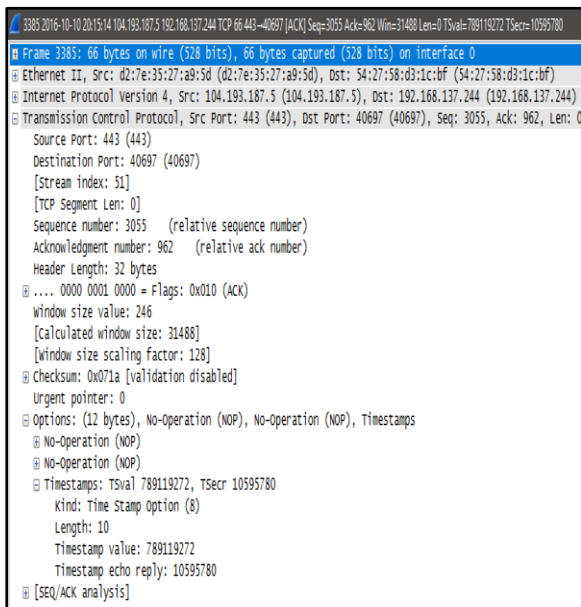 3385 2016-10-10 20:15:14 104.193.187.5 192.168.137.244 TCP 66 443→40697 [ACK] Seq=3055 Ack=962 Win=31488 Len=0 TSval=789119272 TSecr=10595780
Frame 3385: 66 bytes on wire (528 bits), 66 bytes captured (528 bits) on interface 0
Ethernet II, Src: d2:7e:35:27:a9:5d (d2:7e:35:27:a9:5d), Dst: 54:27:58:d3:1c:bf (54:27:58:d3:1c:bf)
Internet Protocol Version 4, Src: 104.193.187.5 (104.193.187.5), Dst: 192.168.137.244 (192.168.137.244)
Transmission Control Protocol, Src Port: 443 (443), Dst Port: 40697 (40697), Seq: 3055, Ack: 962, Len: 0
Source Port: 443 (443)
Destination Port: 40697 (40697)
[Stream index: 51]
[TCP Segment Len: 0]
Sequence number: 3055 (relative sequence number)
Acknowledgment number: 962 (relative ack number)
Header Length: 32 bytes
.... 0000 0001 0000 = Flags: 0x010 (ACK)
Window size value: 246
[Calculated window size: 31488]
[Window size scaling factor: 128]
Checksum: 0x071a [validation disabled]
Urgent pointer: 0
Options: (12 bytes), No-Operation (NOP), No-Operation (NOP), Timestamps
No-Operation (NOP)
No-Operation (NOP)
Timestamps: TSval 789119272, TSecr 10595780
Kind: Time Stamp Option (8)
Length: 10
Timestamp value: 789119272
Timestamp echo reply: 10595780
[SEQ/ACK analysis]